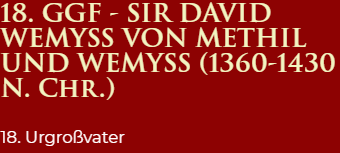 18. GGF - SIR DAVID
WEMYSS VON METHIL
UND WEMYSS (1360-1430
N. CHR.)
18. Urgroßvater